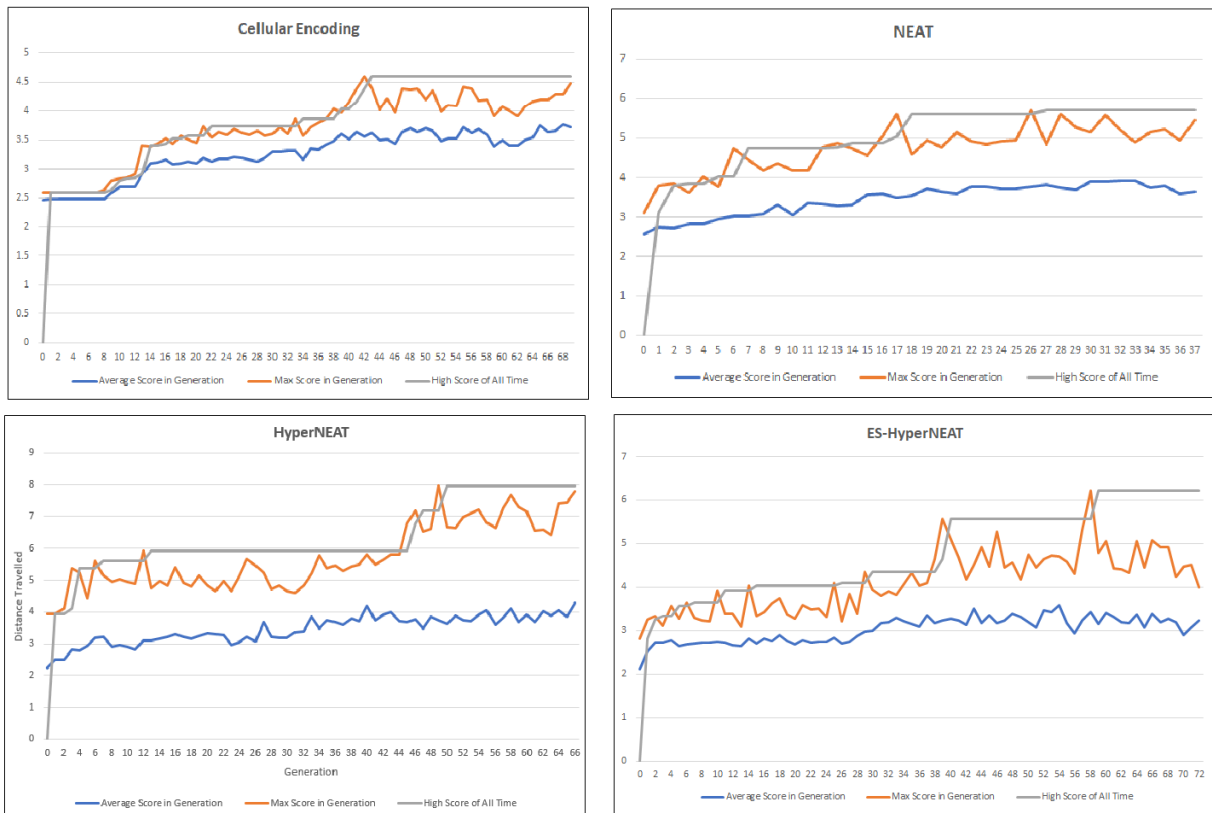 Cellular Encoding
5
4.5
4
3.5
3
2.5
2
1.5
1
0.5
0
0 2 4 6 8 10 12 14 16 18 20 22 24 26 28 30 32 34 36 38 40 42 44 46 48 50 52 54 56 58 60 62 64 66 68
Average Score in Generation Max Score in Generation High Score of All Time
NEAT
7
6
5
4
3
2
1
0
0 1 2 3 4 5 6 7 8 9 10 11 12 13 14 15 16 17 18 19 20 21 22 23 24 25 26 27 28 29 30 31 32 33 34 35 36 37
Average Score in Generation Max Score in Generation High Score of All Time
HyperNEAT
9
8
7
6
5
4
3
2
1
0
Distance Travelled
0 2 4 6 8 10 12 14 16 18 20 22 24 26 28 30 32 34 36 38 40 42 44 46 48 50 52 54 56 58 60 62 64 66
Generation
Average Score in Generation Max Score in Generation High Score of All Time
ES-HyperNEAT
7
6
5
4
3
2
1
0
0 2 4 6 8 10 12 14 16 18 20 22 24 26 28 30 32 34 36 38 40 42 44 46 48 50 52 54 56 58 60 62 64 66 68 70 72
Average Score in Generation Max Score in Generation High Score of All Time